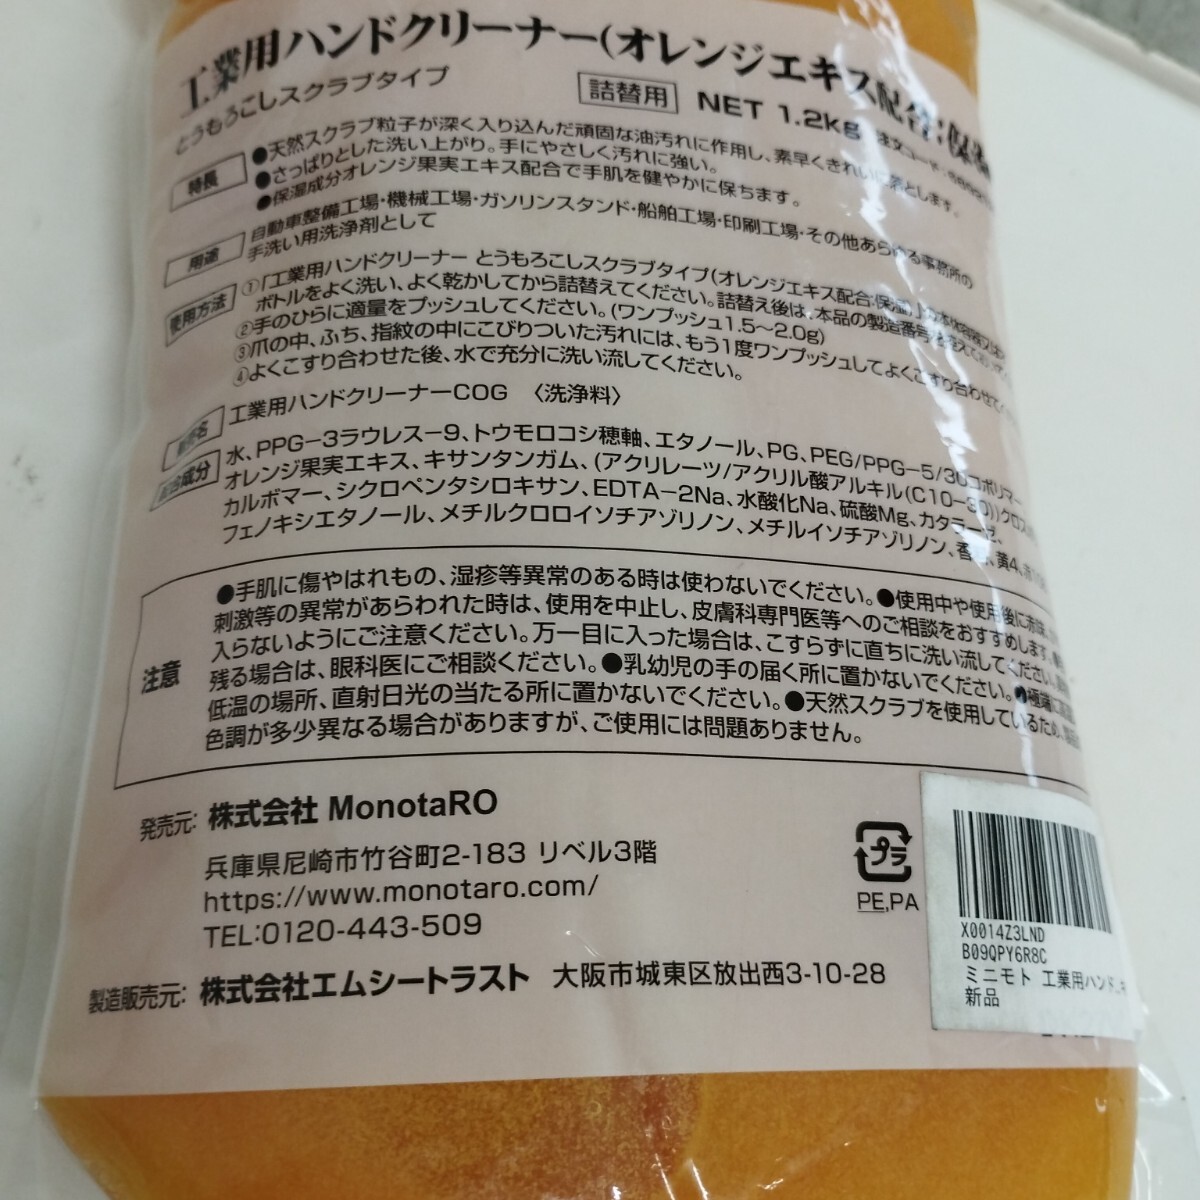 工業用ハンドクリーナー(オレンジエキス配合:保湿
とうもろこしスクラブタイプ
詰替用 NET 1.2kg 注文コード:
特長
●天然スクラブ粒子が深く入り込んだ頑固な油汚れに作用し、素早くきれいに落とします。
●さっぱりとした洗い上がり。手にやさしく汚れに強い。
●保湿成分オレンジ果実エキス配合で手肌を健やかに保ちます。
用途
自動車整備工場・機械工場・ガソリンスタンド・船舶工場・印刷工場・その他あらゆる事務所の
手洗い用洗浄剤として
使用方法
①「工業用ハンドクリーナー とうもろこしスクラブタイプ(オレンジエキス配合:保湿)」の本体容器
ボトルをよく洗い、よく乾かしてから詰替えてください。詰替え後は、本品の製造番号を控えて
②手のひらに適量をプッシュしてください。(ワンプッシュ1.5〜2.0g)
③爪の中、ふち、指紋の中にこびりついた汚れには、もう1度ワンプッシュしてよくこすり合わせて
④よくこすり合わせた後、水で充分に洗い流してください。
工業用ハンドクリーナーCOG 〈洗浄料〉
配合成分
水、PPG-3ラウレス-9、トウモロコシ穂軸、エタノール、PG、PEG/PPG-5/30コポリマー
オレンジ果実エキス、キサンタンガム、(アクリレーツ/アクリル酸アルキル(C10-30))クロス
カルボマー、シクロペンタシロキサン、EDTA-2Na、水酸化Na、硫酸Mg、カタラーゼ、
フェノキシエタノール、メチルクロロイソチアゾリノン、メチルイソチアゾリノン、香料、黄4、
注意
●手肌に傷やはれもの、湿疹等異常のある時は使わないでください。●使用中や使用後に赤味、
刺激等の異常があらわれた時は、使用を中止し、皮膚科専門医等へのご相談をおすすめします。
入らないようにご注意ください。万一目に入った場合は、こすらずに直ちに洗い流してください。
残る場合は、眼科医にご相談ください。●乳幼児の手の届く所に置かないでください。●極端に
低温の場所、直射日光の当たる所に置かないでください。●天然スクラブを使用しているため、
色調が多少異なる場合がありますが、ご使用には問題ありません。
発売元: 株式会社 MonotaRO
兵庫県尼崎市竹谷町2-183 リベル3階
https://www.monotaro.com/
TEL:0120-443-509
プラ
PE,PA
製造販売元: 株式会社エムシートラスト 大阪市城東区放出西3-10-28
X0014Z3LND
B09QPY6R8C
ミニモト 工業用ハンド
新品